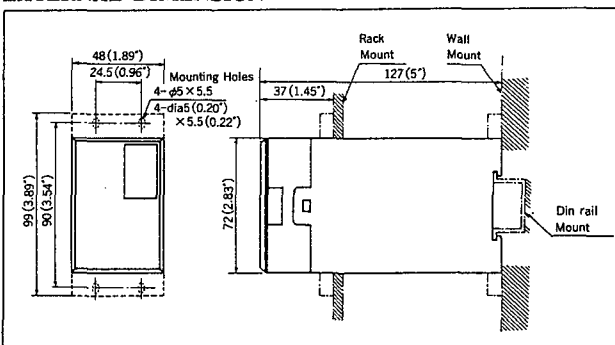 48 (1.89")
24.5 (0.96")
Mounting Holes
4-φ5×5.5
4-dia5 (0.20")
×5.5 (0.22")
99 (3.89")
90 (3.54")
Rack
Mount
Wall
Mount
127 (5")
37 (1.45")
72 (2.83")
Din rail
Mount